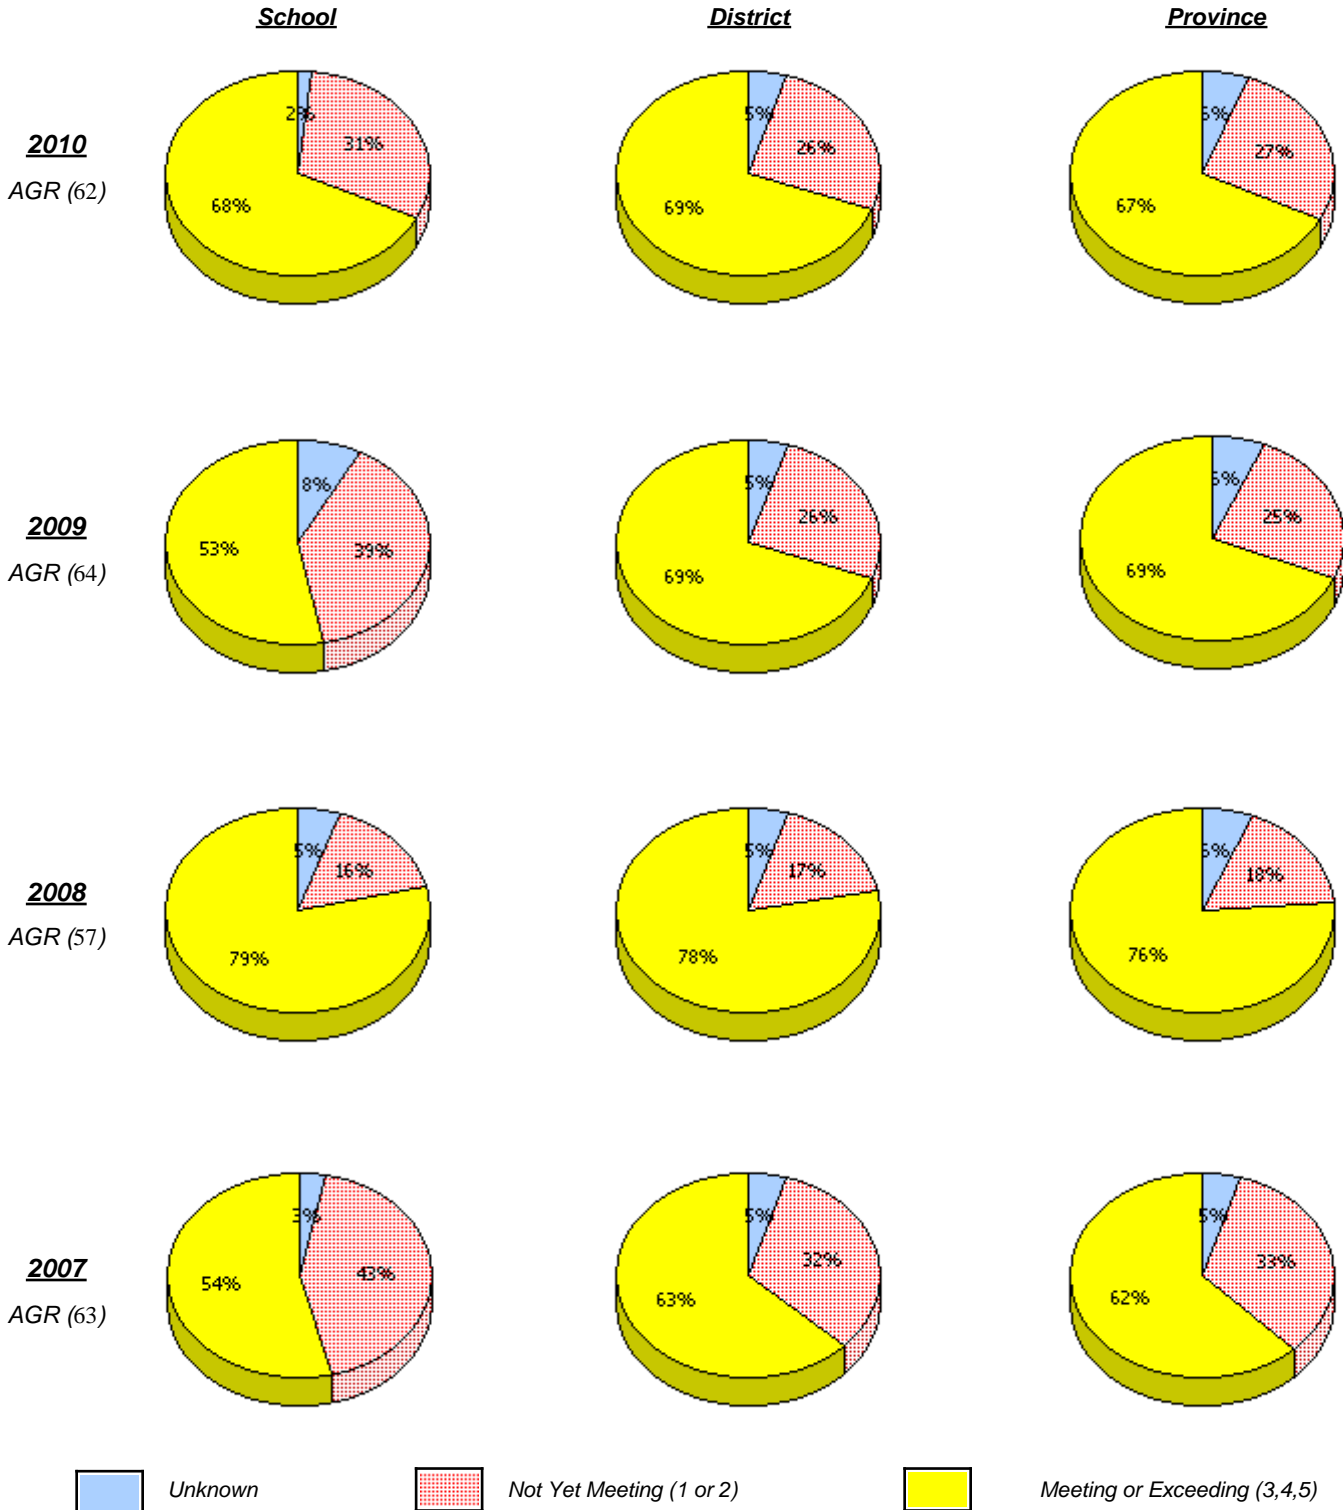 School District Province
2010
AGR (62)
2% 31% 68%
5% 26% 69%
27% 67%
2009
AGR (64)
8% 39% 53%
5% 26% 69%
6% 25% 69%
2008
AGR (57)
5% 16% 79%
5% 17% 78%
6% 18% 76%
2007
AGR (63)
3% 43% 54%
5% 32% 63%
5% 33% 62%
Unknown Not Yet Meeting (1 or 2) Meeting or Exceeding (3,4,5)